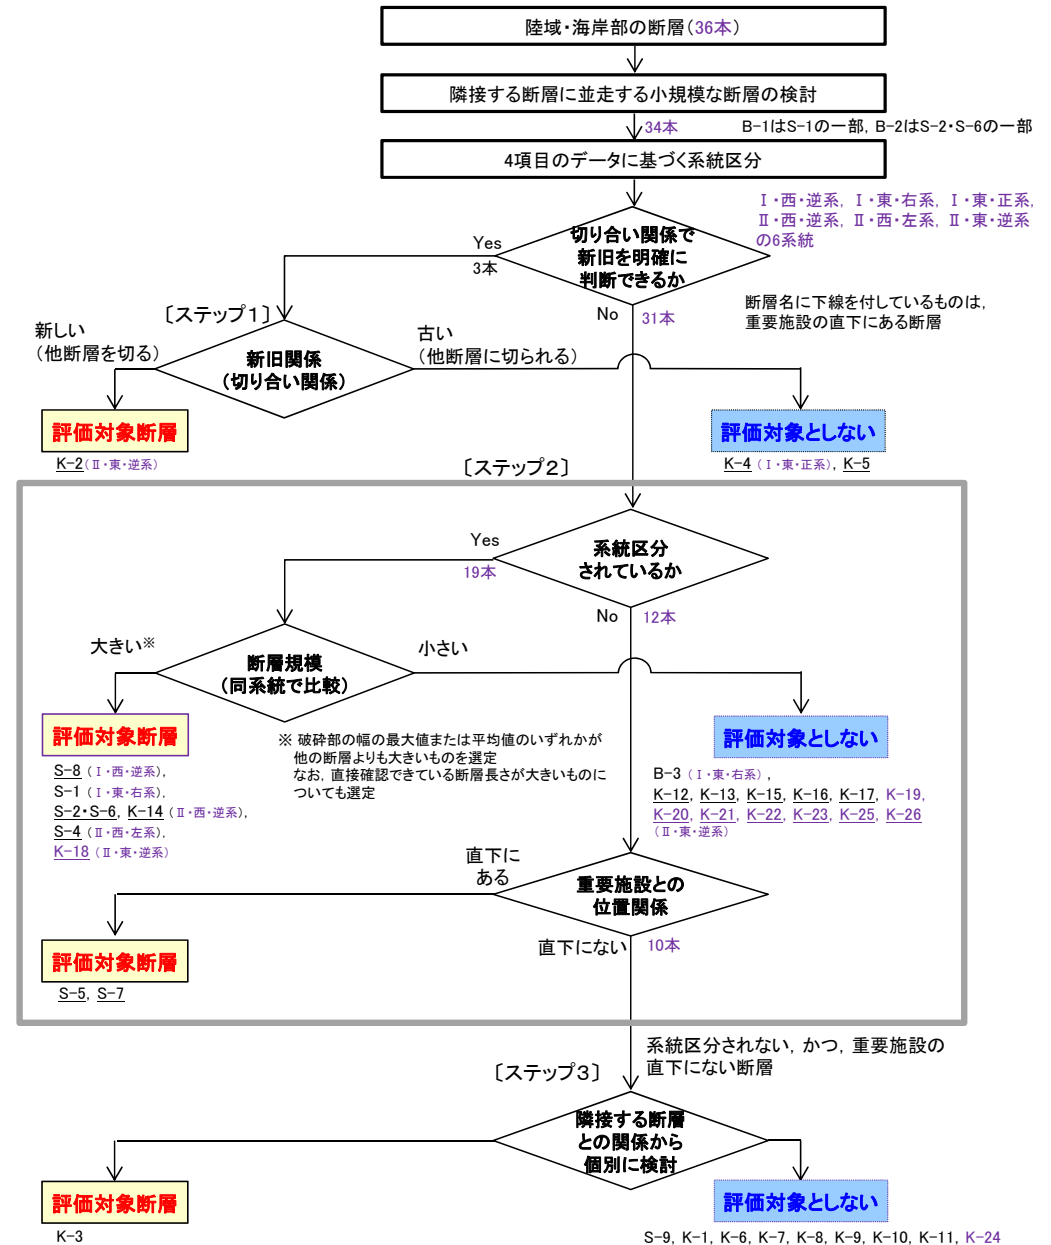 陸域・海岸部の断層（36本）
隣接する断層に並走する小規模な断層の検討
34本
B-1はS-1の一部，B-2はS-2・S-6の一部
4項目のデータに基づく系統区分
Ⅰ・西・逆系，Ⅰ・東・右系，Ⅰ・東・正系，
Ⅱ・西・逆系，Ⅱ・西・左系，Ⅱ・東・逆系
の6系統
切り合い関係で
新旧を明確に
判断できるか
Yes
3本
No
31本
断層名に下線を付しているものは，
重要施設の直下にある断層
〔ステップ1〕
新しい
（他断層を切る）
古い
（他断層に切られる）
新旧関係
（切り合い関係）
評価対象断層
K-2（Ⅱ・東・逆系）
評価対象としない
K-4（Ⅰ・東・正系），K-5
〔ステップ2〕
系統区分
されているか
Yes
19本
No
12本
大きい※
小さい
断層規模
（同系統で比較）
評価対象断層
S-8（Ⅰ・西・逆系），
S-1（Ⅰ・東・右系），
S-2・S-6，K-14（Ⅱ・西・逆系），
S-4（Ⅱ・西・左系），
K-18（Ⅱ・東・逆系）
※ 破砕部の幅の最大値または平均値のいずれかが
他の断層よりも大きいものを選定
なお，直接確認できている断層長さが大きいものに
ついても選定
評価対象としない
B-3（Ⅰ・東・右系），
K-12，K-13，K-15，K-16，K-17，K-19，
K-20，K-21，K-22，K-23，K-25，K-26
（Ⅱ・東・逆系）
直下に
ある
重要施設との
位置関係
直下にない
10本
評価対象断層
S-5，S-7
系統区分されない，かつ，重要施設の
直下にない断層
〔ステップ3〕
隣接する断層
との関係から
個別に検討
評価対象断層
K-3
評価対象としない
S-9，K-1，K-6，K-7，K-8，K-9，K-10，K-11，K-24